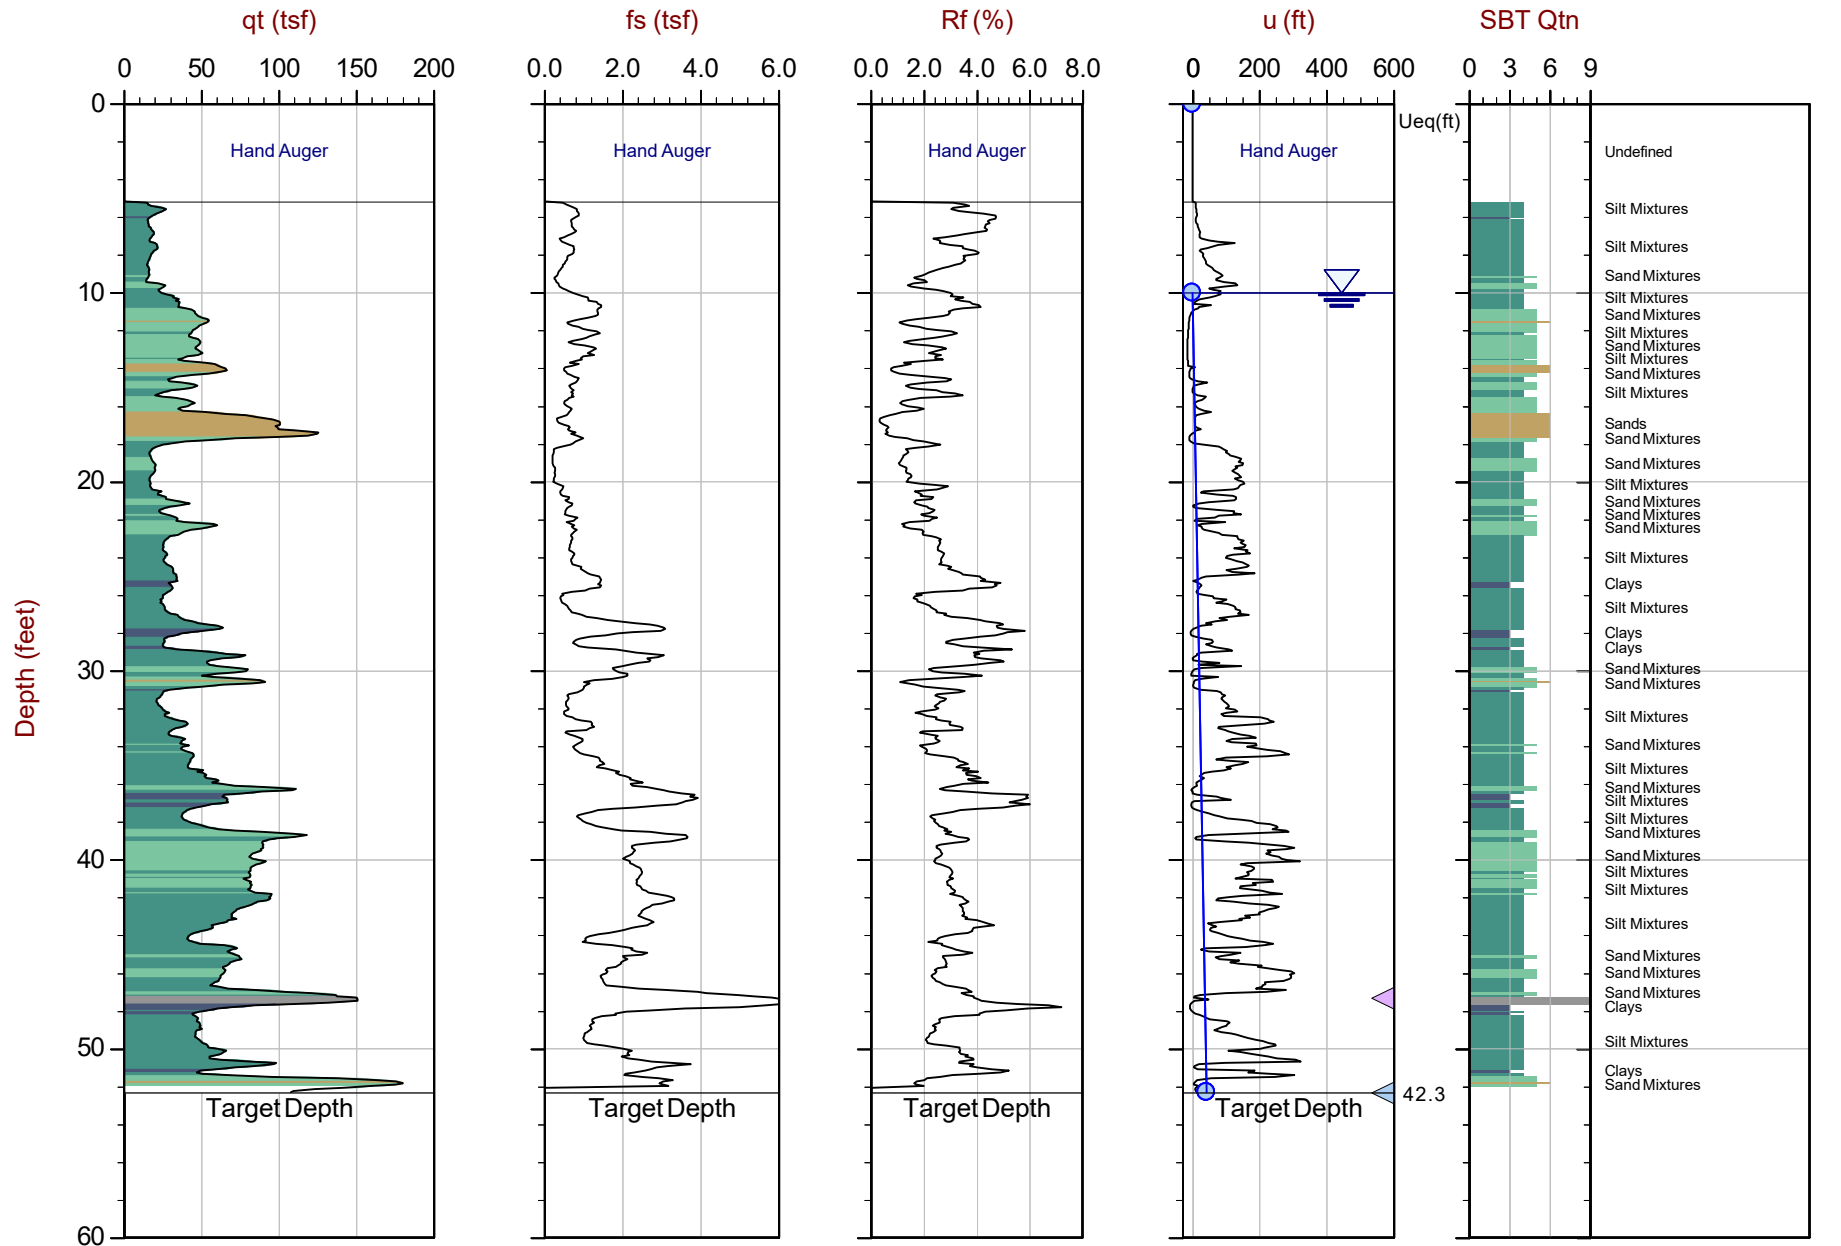 qt (tsf) fs (tsf) Rf (%) u (ft) SBT Qtn
0 50 100 150 200 0.0 2.0 4.0 6.0 0.0 2.0 4.0 6.0 8.0 0 200 400 600 0 3 6 9
0
Ueq(ft)
Hand Auger Hand Auger Hand Auger Hand Auger Undefined
Silt Mixtures
Silt Mixtures
Sand Mixtures
10
Silt Mixtures
Sand Mixtures
Silt Mixtures
Sand Mixtures
Silt Mixtures
Sand Mixtures
Silt Mixtures
Sands
Sand Mixtures
Sand Mixtures
20
Silt Mixtures
Sand Mixtures
Sand Mixtures
Sand Mixtures
Silt Mixtures
Clays
Silt Mixtures
Clays
Clays
Depth (feet)
30
Sand Mixtures
Sand Mixtures
Silt Mixtures
Sand Mixtures
Silt Mixtures
Sand Mixtures
Silt Mixtures
Silt Mixtures
Sand Mixtures
40
Sand Mixtures
Silt Mixtures
Silt Mixtures
Silt Mixtures
Sand Mixtures
Sand Mixtures
Sand Mixtures
Clays
50
Silt Mixtures
Clays
Sand Mixtures
42.3
Target Depth Target Depth Target Depth Target Depth
60